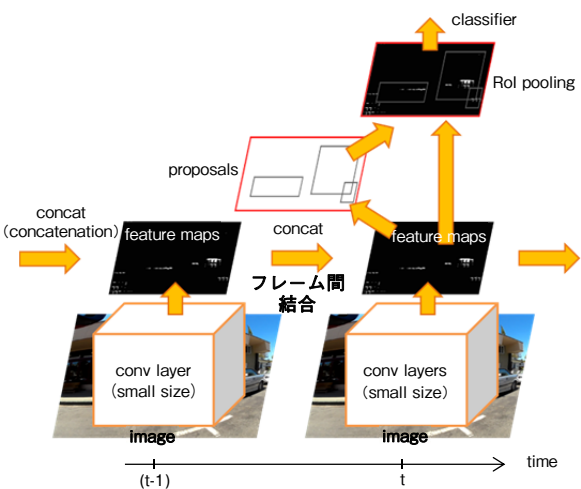 classifier
RoI pooling
proposals
concat
（concatenation）
feature maps
concat
feature maps
フレーム間
結合
conv layer
（small size）
conv layers
（small size）
image
image
time
(t-1)
t